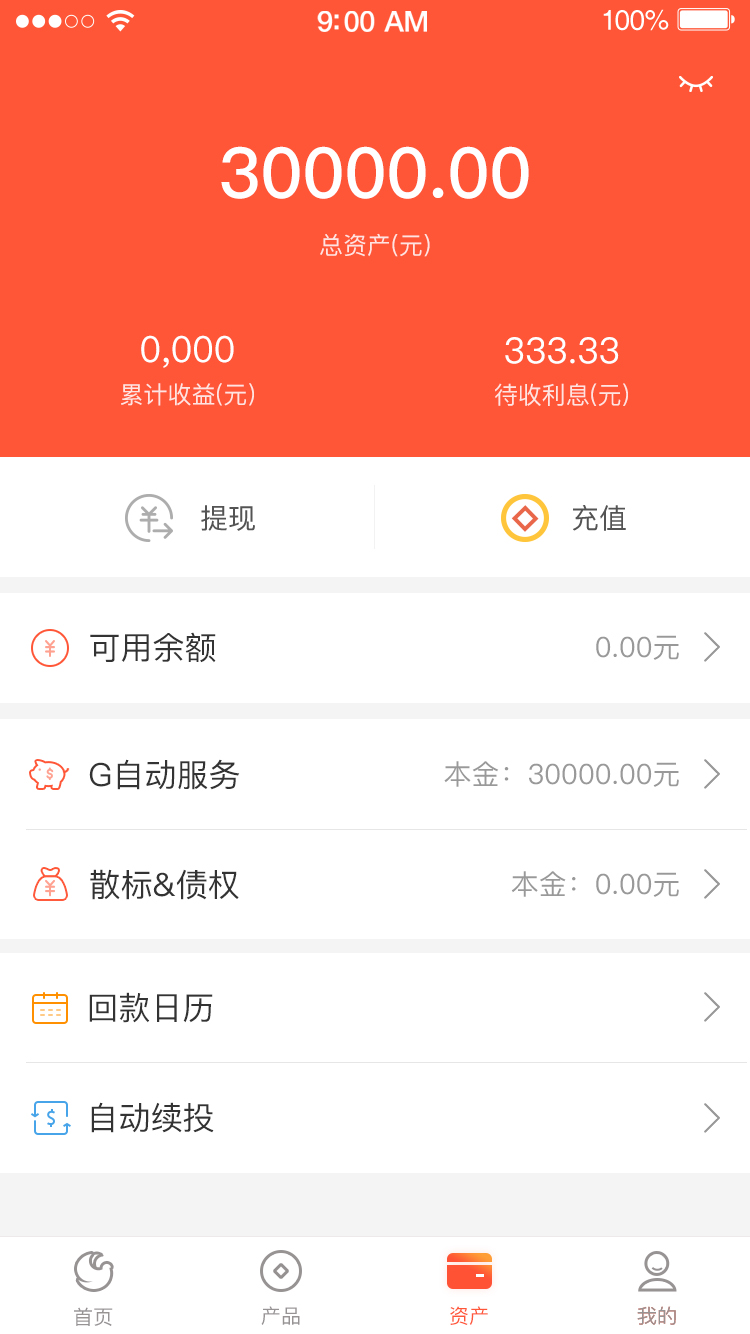 9:00 AM
100%
30000.00
总资产(元)
0,000
333.33
累计收益(元)
待收利息(元)
提现
充值
可用余额
0.00元
G自动服务
本金：30000.00元
散标&债权
本金：0.00元
回款日历
自动续投
首页
产品
资产
我的